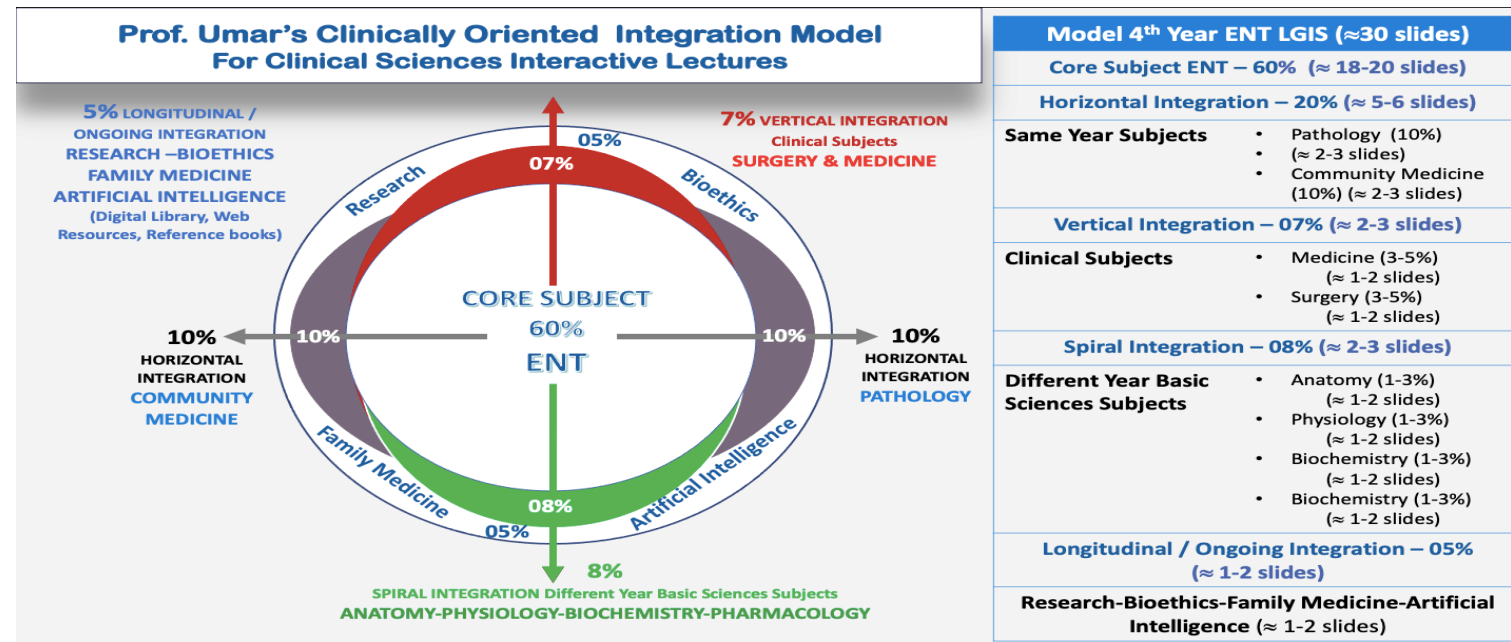 Prof. Umar's Clinically Oriented Integration Model
For Clinical Sciences Interactive Lectures
5% LONGITUDINAL /
ONGOING INTEGRATION
RESEARCH –BIOETHICS
FAMILY MEDICINE
ARTIFICIAL INTELLIGENCE
(Digital Library, Web
Resources, Reference books)
7% VERTICAL INTEGRATION
Clinical Subjects
SURGERY & MEDICINE
05%
07%
Research
Bioethics
CORE SUBJECT
60%
ENT
10%
10%
10%
HORIZONTAL
INTEGRATION
COMMUNITY
MEDICINE
10%
HORIZONTAL
INTEGRATION
PATHOLOGY
Family Medicine
Artificial Intelligence
08%
05%
8%
SPIRAL INTEGRATION Different Year Basic Sciences Subjects
ANATOMY-PHYSIOLOGY-BIOCHEMISTRY-PHARMACOLOGY
Model 4th Year ENT LGIS (≈30 slides)
Core Subject ENT – 60% (≈ 18-20 slides)
Horizontal Integration – 20% (≈ 5-6 slides)
Same Year Subjects
• Pathology (10%)
• (≈ 2-3 slides)
• Community Medicine
(10%) (≈ 2-3 slides)
Vertical Integration – 07% (≈ 2-3 slides)
Clinical Subjects
• Medicine (3-5%)
(≈ 1-2 slides)
• Surgery (3-5%)
(≈ 1-2 slides)
Spiral Integration – 08% (≈ 2-3 slides)
Different Year Basic
Sciences Subjects
• Anatomy (1-3%)
(≈ 1-2 slides)
• Physiology (1-3%)
(≈ 1-2 slides)
• Biochemistry (1-3%)
(≈ 1-2 slides)
• Biochemistry (1-3%)
(≈ 1-2 slides)
Longitudinal / Ongoing Integration – 05%
(≈ 1-2 slides)
Research-Bioethics-Family Medicine-Artificial
Intelligence (≈ 1-2 slides)